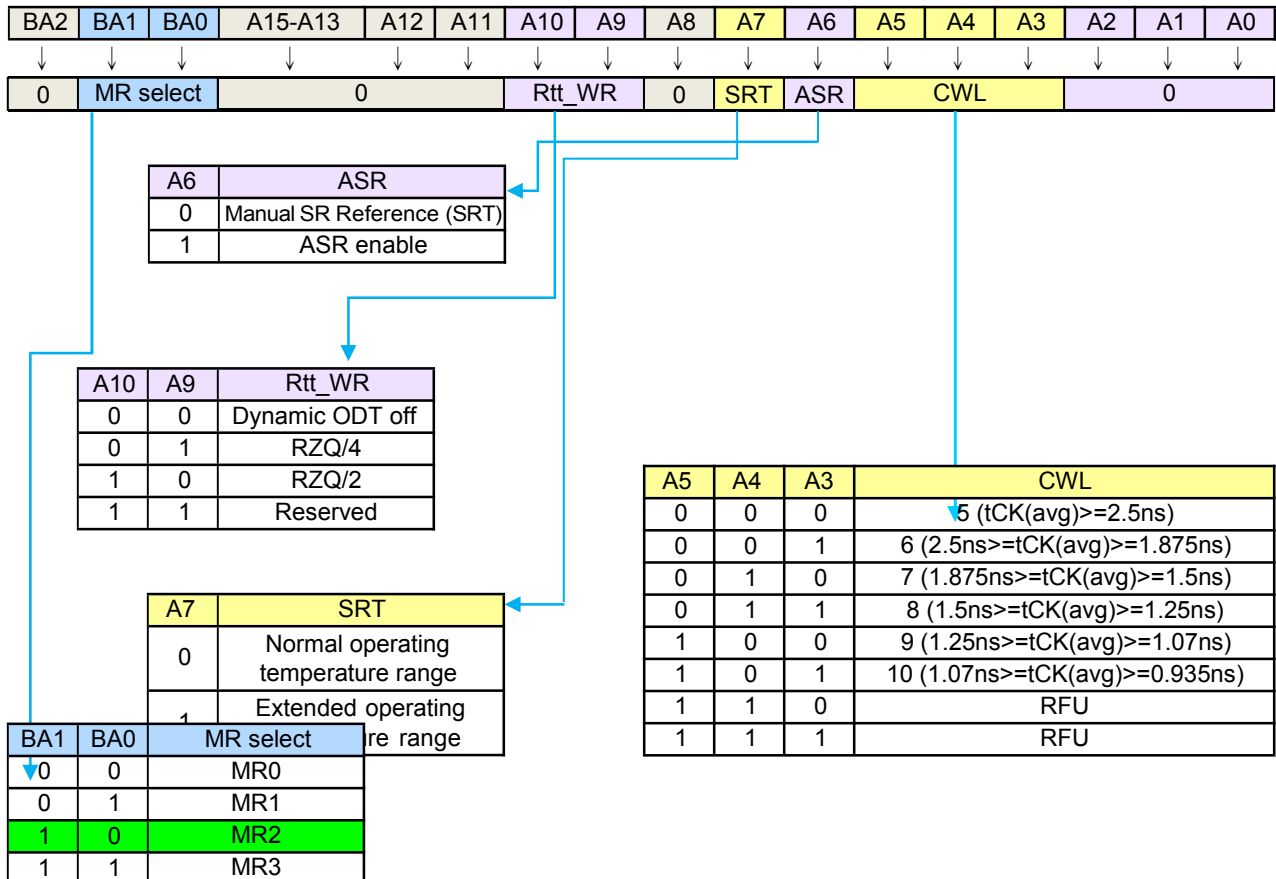 BA2 BA1 BA0 A15-A13 A12 A11 A10 A9 A8 A7 A6 A5 A4 A3 A2 A1 A0
0 MR select 0 Rtt_WR 0 SRT ASR CWL 0
A6 ASR
0 Manual SR Reference (SRT)
1 ASR enable
A10 A9 Rtt_WR
0 0 Dynamic ODT off
0 1 RZQ/4
1 0 RZQ/2
1 1 Reserved
A5 A4 A3 CWL
0 0 0 5 (tCK(avg)>=2.5ns)
0 0 1 6 (2.5ns>=tCK(avg)>=1.875ns)
0 1 0 7 (1.875ns>=tCK(avg)>=1.5ns)
0 1 1 8 (1.5ns>=tCK(avg)>=1.25ns)
1 0 0 9 (1.25ns>=tCK(avg)>=1.07ns)
1 0 1 10 (1.07ns>=tCK(avg)>=0.935ns)
1 1 0 RFU
1 1 1 RFU
A7 SRT
0 Normal operating
temperature range
1 Extended operating
range
BA1 BA0 MR select
0 0 MR0
0 1 MR1
1 0 MR2
1 1 MR3